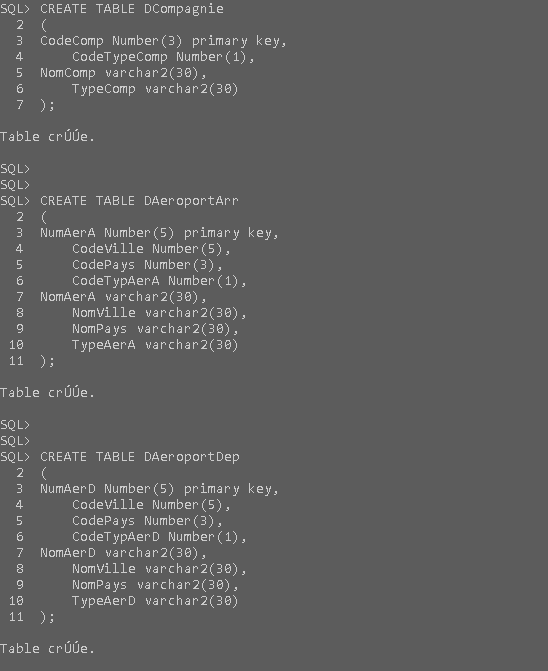 SQL> CREATE TABLE DCompagnie
  2  (
  3  CodeComp Number(3) primary key,
  4      CodeTypeComp Number(1),
  5  NomComp varchar2(30),
  6      TypeComp varchar2(30)
  7  );
Table crÚÚe.
SQL>
SQL>
SQL> CREATE TABLE DAeroportArr
  2  (
  3  NumAerA Number(5) primary key,
  4      CodeVille Number(5),
  5      CodePays Number(3),
  6      CodeTypAerA Number(1),
  7  NomAerA varchar2(30),
  8      NomVille varchar2(30),
  9      NomPays varchar2(30),
 10      TypeAerA varchar2(30)
 11  );
Table crÚÚe.
SQL>
SQL>
SQL> CREATE TABLE DAeroportDep
  2  (
  3  NumAerD Number(5) primary key,
  4      CodeVille Number(5),
  5      CodePays Number(3),
  6      CodeTypAerD Number(1),
  7  NomAerD varchar2(30),
  8      NomVille varchar2(30),
  9      NomPays varchar2(30),
 10      TypeAerD varchar2(30)
 11  );
Table crÚÚe.